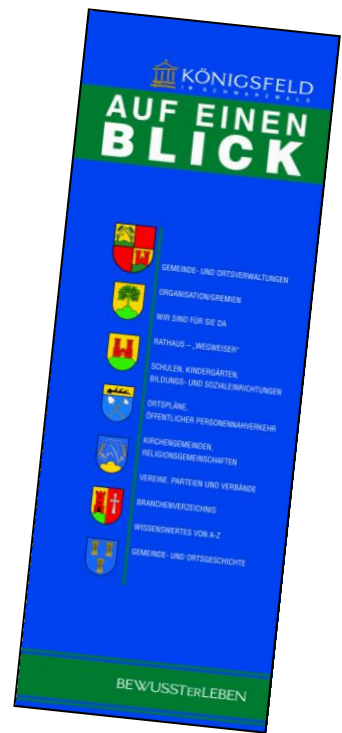 KÖNIGSFELD
IM SCHWARZWALD
AUF EINEN
BLICK
GEMEINDE- UND ORTSVERWALTUNGEN
ORGANISATION/GREMIEN
WIR SIND FÜR SIE DA
RATHAUS – „WEGWEISER“
SCHULEN, KINDERGÄRTEN,
BILDUNGS- UND SOZIALEINRICHTUNGEN
ORTSPLÄNE,
ÖFFENTLICHER PERSONENNAHVERKEHR
KIRCHENGEMEINDEN,
RELIGIONSGEMEINSCHAFTEN
VEREINE, PARTEIEN UND VERBÄNDE
BRANCHENVERZEICHNIS
WISSENSWERTES VON A-Z
GEMEINDE- UND ORTSGESCHICHTE
BEWUSSTERLEBEN